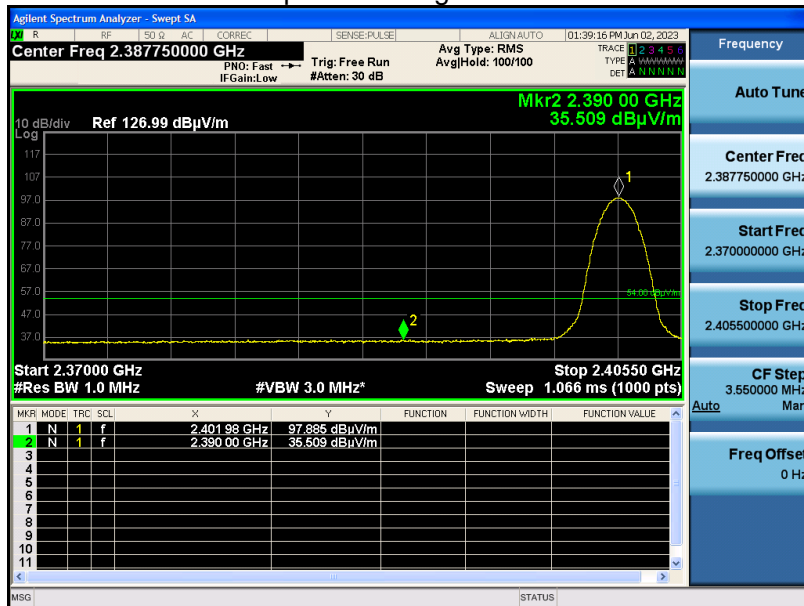 Agilent Spectrum Analyzer - Swept SA
LXI R RF 50 Ω AC CORREC SENSE:PULSE ALIGNAUTO 01:39:16 PM Jun 02, 2023
Center Freq 2.387750000 GHz
PNO: Fast Trig: Free Run Avg Type: RMS TRACE 1 2 3 4 5 6
IFGain:Low #Atten: 30 dB Avg|Hold: 100/100 TYPE A WWWWW
DET A N N N N N
Frequency
Auto Tune
Mkr2 2.390 00 GHz
10 dB/div Ref 126.99 dBµV/m 35.509 dBµV/m
Log
117
107
97.0
87.0
77.0
67.0
57.0
47.0
37.0
1
2
54.00 dBµV/m
Center Freq
2.387750000 GHz
Start Freq
2.370000000 GHz
Stop Freq
2.405500000 GHz
Start 2.37000 GHz Stop 2.40550 GHz
#Res BW 1.0 MHz #VBW 3.0 MHz* Sweep 1.066 ms (1000 pts)
CF Step
3.550000 MHz
Auto Man
Freq Offset
0 Hz
MKR MODE TRC SCL X Y FUNCTION FUNCTION WIDTH FUNCTION VALUE
1 N 1 f 2.401 98 GHz 97.885 dBµV/m
2 N 1 f 2.390 00 GHz 35.509 dBµV/m
3
4
5
6
7
8
9
10
11
MSG STATUS